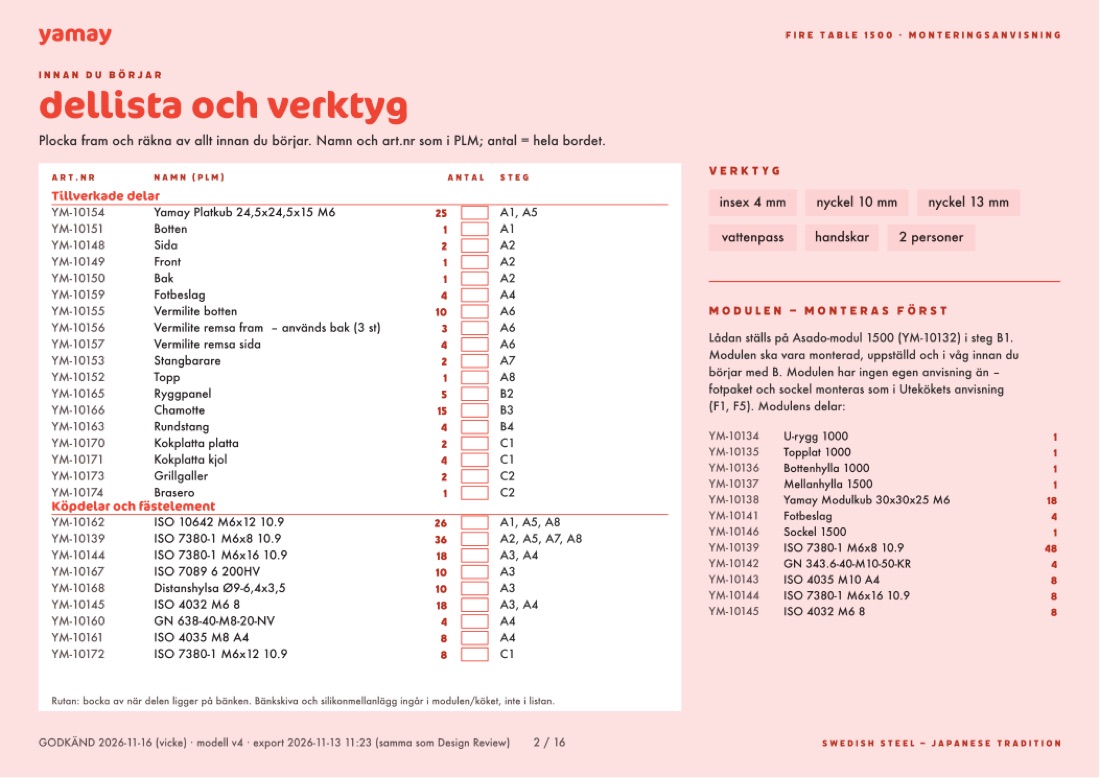 yamay
FIRE TABLE 1500 · MONTERINGSANVISNING
INNAN DU BÖRJAR
dellista och verktyg
Plocka fram och räkna av allt innan du börjar. Namn och art.nr som i PLM; antal = hela bordet.
ART.NR NAMN (PLM) ANTAL STEG
Tillverkade delar
YM-10154 Yamay Platkub 24,5x24,5x15 M6 25 A1, A5
YM-10151 Botten 1 A1
YM-10148 Sida 2 A2
YM-10149 Front 1 A2
YM-10150 Bak 1 A2
YM-10159 Fotbeslag 4 A4
YM-10155 Vermilite botten 10 A6
YM-10156 Vermilite remsa fram – används bak (3 st) 3 A6
YM-10157 Vermilite remsa sida 4 A6
YM-10153 Stangbarare 2 A7
YM-10152 Topp 1 A8
YM-10165 Ryggpanel 5 B2
YM-10166 Chamotte 15 B3
YM-10163 Rundstang 4 B4
YM-10170 Kokplatta platta 2 C1
YM-10171 Kokplatta kjol 4 C1
YM-10173 Grillgaller 2 C2
YM-10174 Brasero 1 C2
Köpdelar och fästelement
YM-10162 ISO 10642 M6x12 10.9 26 A1, A5, A8
YM-10139 ISO 7380-1 M6x8 10.9 36 A2, A5, A7, A8
YM-10144 ISO 7380-1 M6x16 10.9 18 A3, A4
YM-10167 ISO 7089 6 200HV 10 A3
YM-10168 Distanshylsa Ø9-6,4x3,5 10 A3
YM-10145 ISO 4032 M6 8 18 A3, A4
YM-10160 GN 638-40-M8-20-NV 4 A4
YM-10161 ISO 4035 M8 A4 8 A4
YM-10172 ISO 7380-1 M6x12 10.9 8 C1
Rutan: bocka av när delen ligger på bänken. Bänkskiva och silikonmellanlägg ingår i modulen/köket, inte i listan.
VERKTYG
insex 4 mm nyckel 10 mm nyckel 13 mm
vattenpass handskar 2 personer
MODULEN – MONTERAS FÖRST
Lådan ställs på Asado-modul 1500 (YM-10132) i steg B1.
Modulen ska vara monterad, uppställd och i våg innan du
börjar med B. Modulen har ingen egen anvisning än –
fotpaket och sockel monteras som i Utekökets anvisning
(F1, F5). Modulens delar:
YM-10134 U-rygg 1000 1
YM-10135 Topplat 1000 1
YM-10136 Bottenhylla 1000 1
YM-10137 Mellanhylla 1500 1
YM-10138 Yamay Modulkub 30x30x25 M6 18
YM-10141 Fotbeslag 4
YM-10146 Sockel 1500 1
YM-10139 ISO 7380-1 M6x8 10.9 48
YM-10142 GN 343.6-40-M10-50-KR 4
YM-10143 ISO 4035 M10 A4 8
YM-10144 ISO 7380-1 M6x16 10.9 8
YM-10145 ISO 4032 M6 8 8
GODKÄND 2026-11-16 (vicke) · modell v4 · export 2026-11-13 11:23 (samma som Design Review) 2 / 16
SWEDISH STEEL – JAPANESE TRADITION